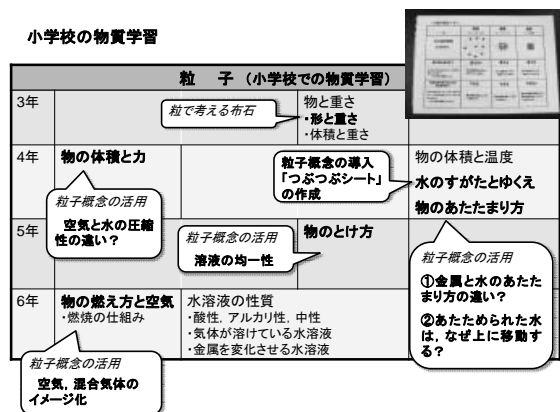 小学校の物質学習
粒　子（小学校での物質学習）
3年
粒で考える布石
物と重さ
・形と重さ
・体積と重さ
4年
物の体積と力
粒子概念の導入
「つぶつぶシート」
の作成
物の体積と温度
水のすがたとゆくえ
物のあたたまり方
粒子概念の活用
空気と水の圧縮
性の違い？
5年
粒子概念の活用
溶液の均一性
物のとけ方
粒子概念の活用
①金属と水のあたた
まり方の違い？
②あたためられた水
は，なぜ上に移動す
る？
6年
物の燃え方と空気
・燃焼の仕組み
水溶液の性質
・酸性，アルカリ性，中性
・気体が溶けている水溶液
・金属を変化させる水溶液
粒子概念の活用
空気，混合気体の
イメージ化